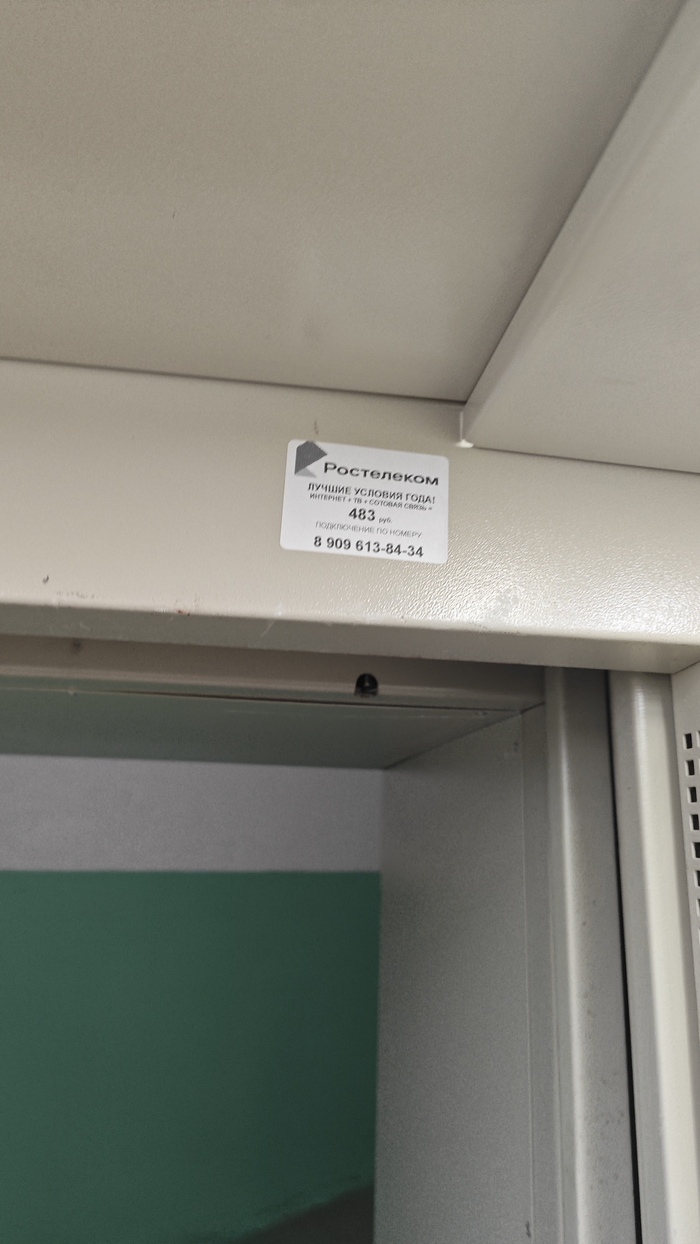 Ростелеком
ЛУЧШИЕ УСЛОВИЯ ГОДА!
ИНТЕРНЕТ + ТВ + СОТОВАЯ СВЯЗЬ =
483 руб.
ПОДКЛЮЧЕНИЕ ПО НОМЕРУ
8 909 613-84-34